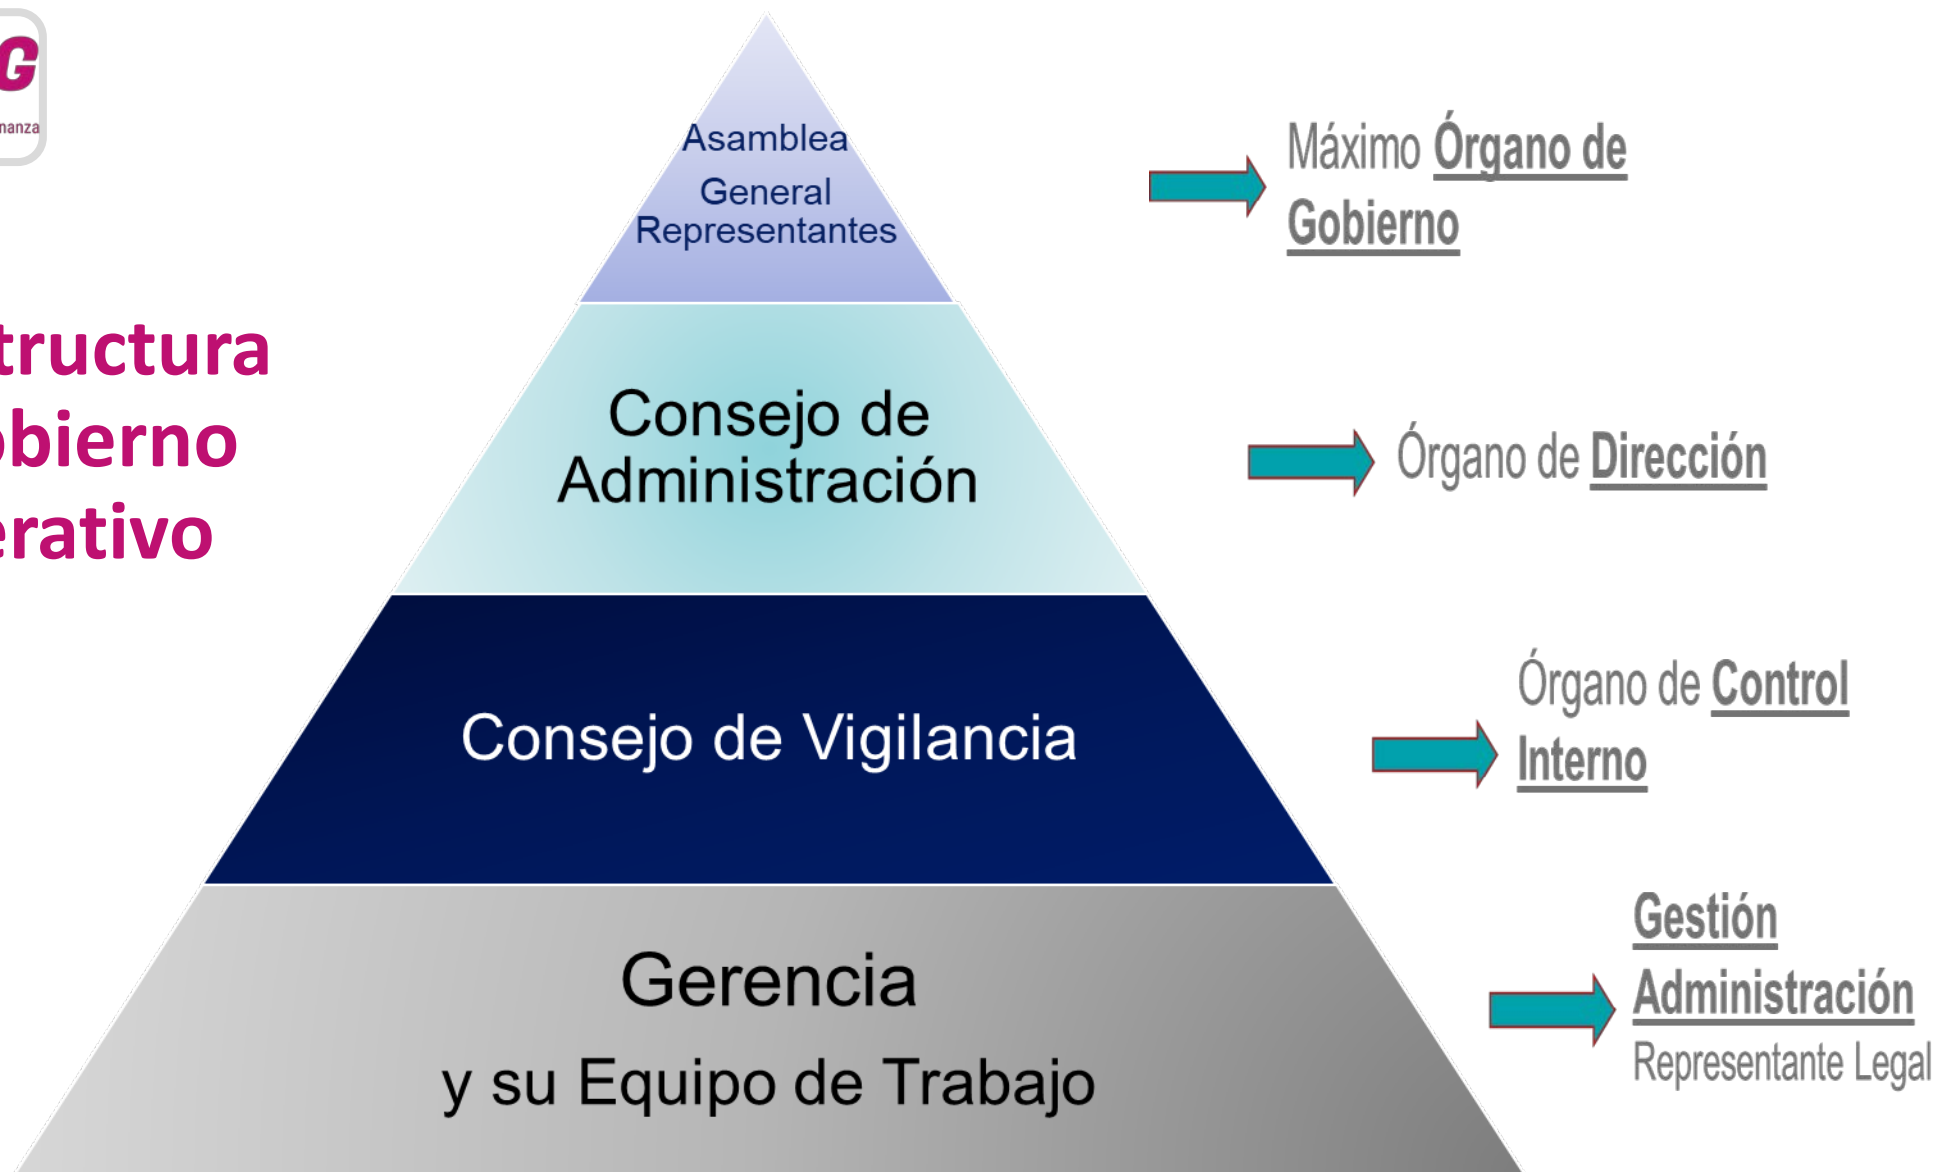 G
nanza
tructura
bierno
erativo
Asamblea
General
Representantes
Consejo de
Administración
Consejo de Vigilancia
Gerencia
y su Equipo de Trabajo
Máximo Órgano de
Gobierno
Órgano de Dirección
Órgano de Control
Interno
Gestión
Administración
Representante Legal